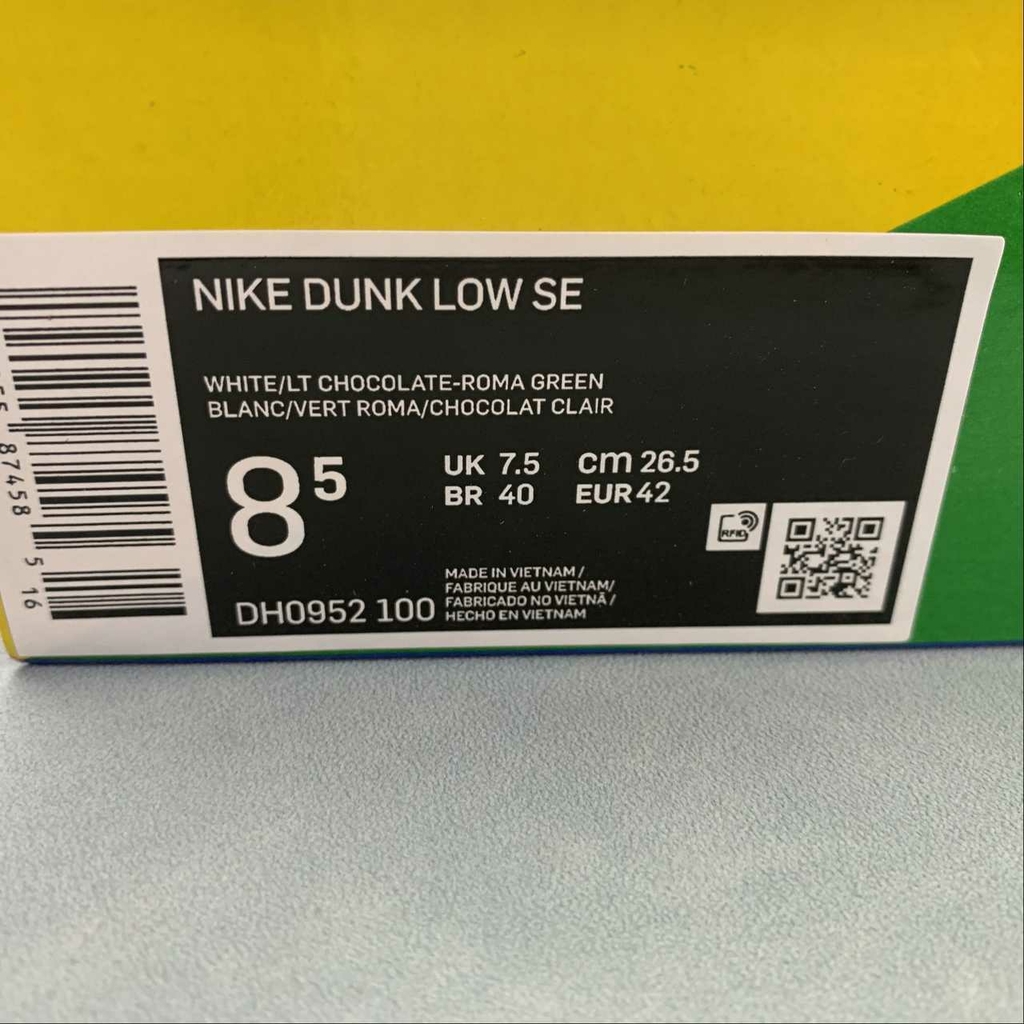 NIKE DUNK LOW SE
WHITE/LT CHOCOLATE-ROMA GREEN
BLANC/VERT ROMA/CHOCOLAT CLAIR
8 5
UK 7.5 cm 26.5
BR 40 EUR 42
RFID
MADE IN VIETNAM /
FABRIQUE AU VIETNAM/
FABRICADO NO VIETNÃ /
HECHO EN VIETNAM
DH0952 100
87458 5 16